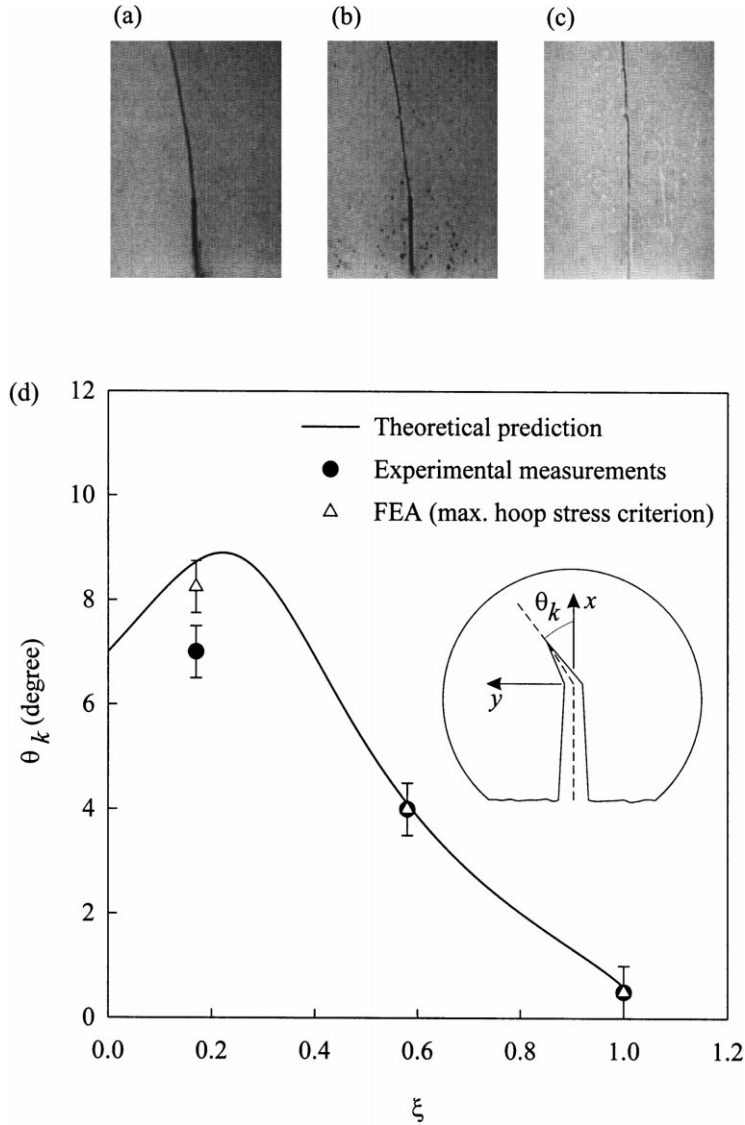 (a)
(b)
(c)
(d)
12
10
8
6
4
2
0
θk (degree)
Theoretical prediction
Experimental measurements
FEA (max. hoop stress criterion)
θk
x
y
0.0
0.2
0.4
0.6
0.8
1.0
1.2
ξ